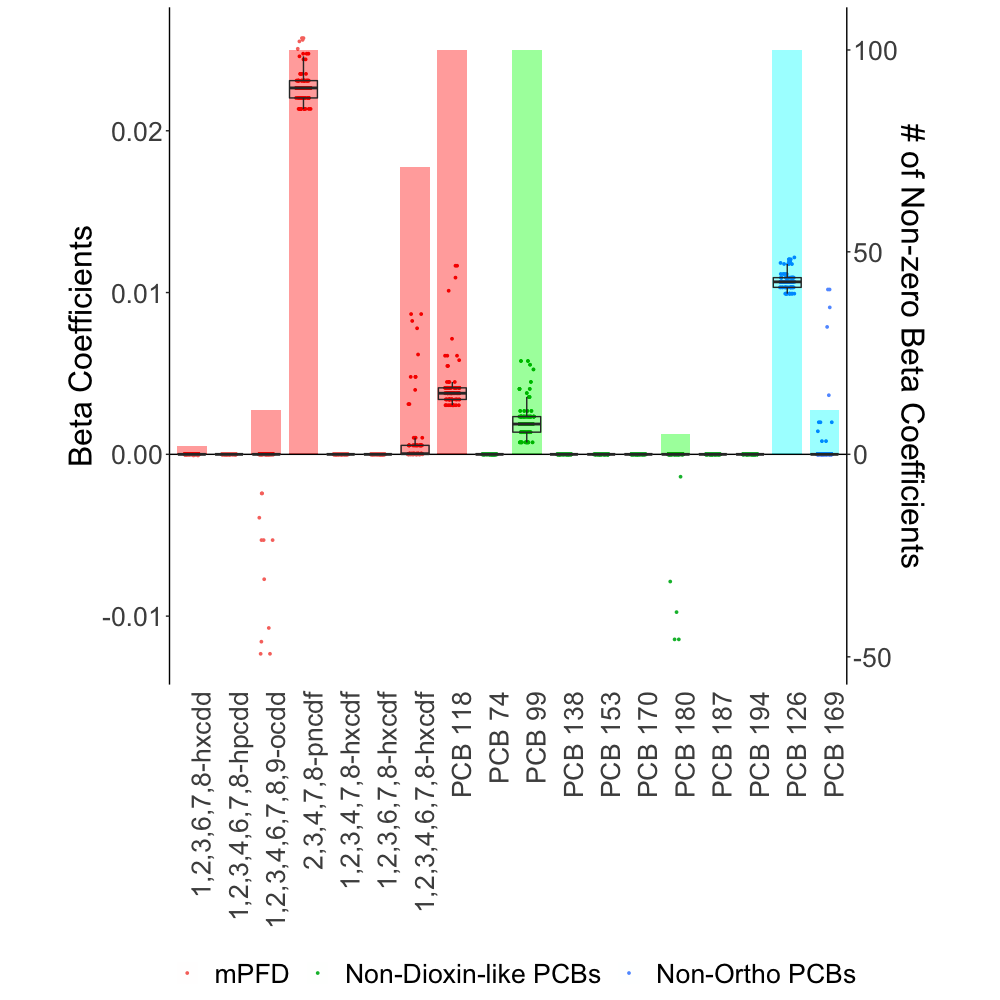 Beta Coefficients
0.02
0.01
0.00
-0.01
100
50
0
-50
# of Non-zero Beta Coefficients
1,2,3,6,7,8-hxcdd
1,2,3,4,6,7,8-hpcdd
1,2,3,4,6,7,8,9-ocdd
2,3,4,7,8-pncdf
1,2,3,4,7,8-hxcdf
1,2,3,6,7,8-hxcdf
1,2,3,4,6,7,8-hxcdf
PCB 118
PCB 74
PCB 99
PCB 138
PCB 153
PCB 170
PCB 180
PCB 187
PCB 194
PCB 126
PCB 169
mPFD Non-Dioxin-like PCBs Non-Ortho PCBs